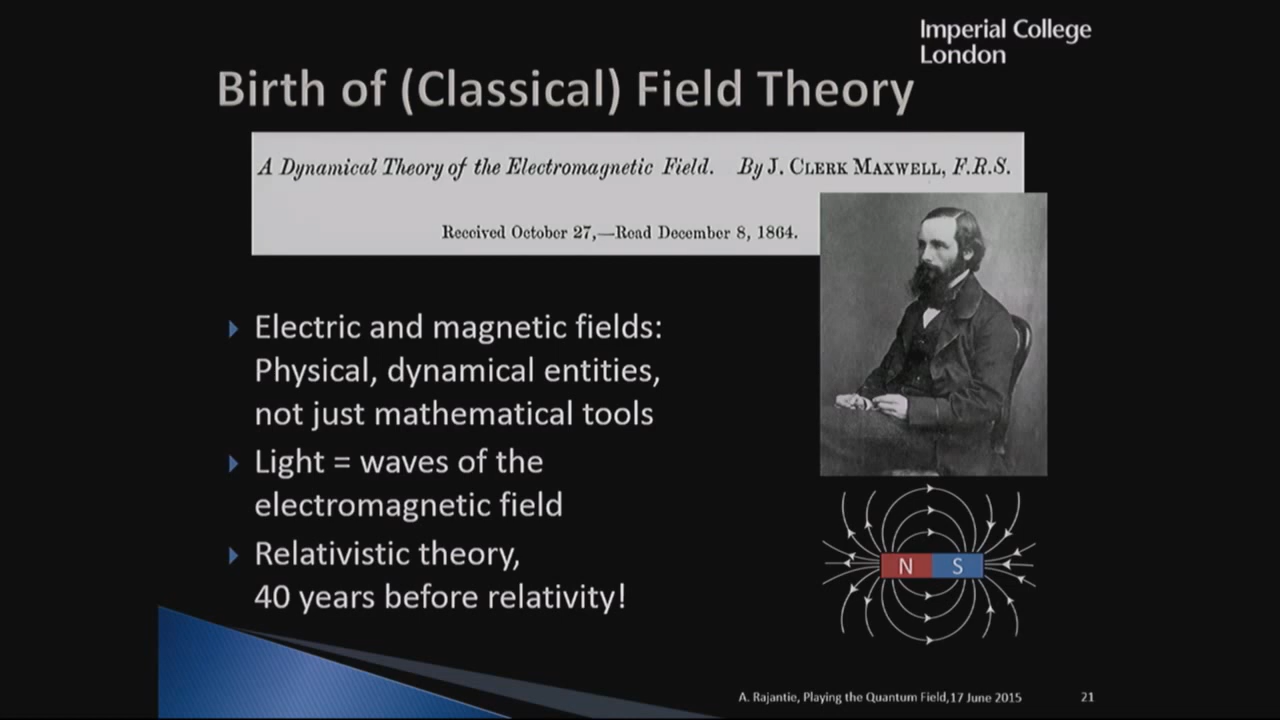 Imperial College
London
Birth of (Classical) Field Theory
A Dynamical Theory of the Electromagnetic Field. By J. CLERK MAXWELL, F.R.S.
Received October 27,—Read December 8, 1864.
Electric and magnetic fields:
Physical, dynamical entities,
not just mathematical tools
Light = waves of the
electromagnetic field
Relativistic theory,
40 years before relativity!
N S
A. Rajantie, Playing the Quantum Field,17 June 2015
21